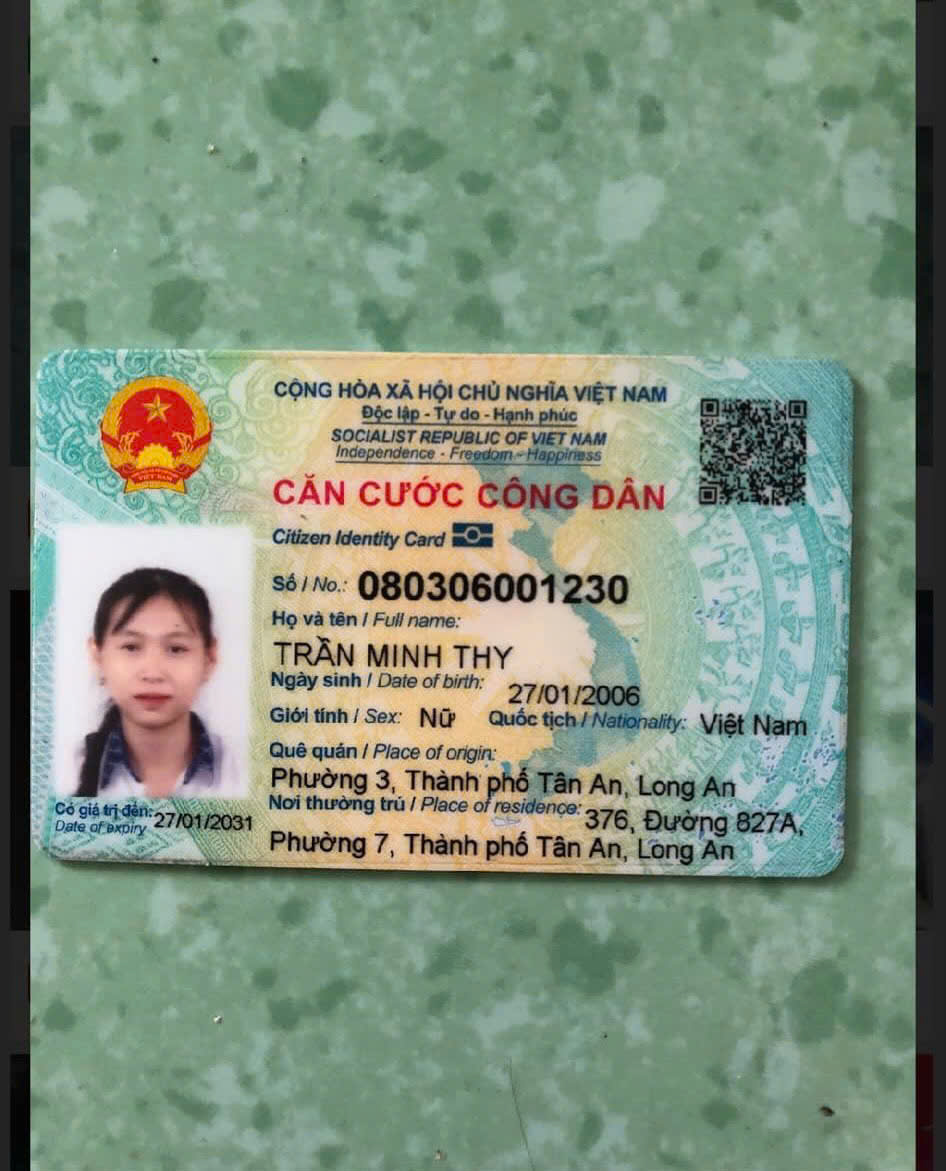 CỘNG HÒA XÃ HỘI CHỦ NGHĨA VIỆT NAM
Độc lập - Tự do - Hạnh phúc
SOCIALIST REPUBLIC OF VIET NAM
Independence - Freedom - Happiness
CĂN CƯỚC CÔNG DÂN
Citizen Identity Card
Số / No.: 080306001230
Họ và tên / Full name:
TRẦN MINH THY
Ngày sinh / Date of birth: 27/01/2006
Giới tính / Sex: Nữ Quốc tịch / Nationality: Việt Nam
Quê quán / Place of origin:
Phường 3, Thành phố Tân An, Long An
Nơi thường trú / Place of residence: 376, Đường 827A,
Phường 7, Thành phố Tân An, Long An
Có giá trị đến: 27/01/2031
Date of expiry